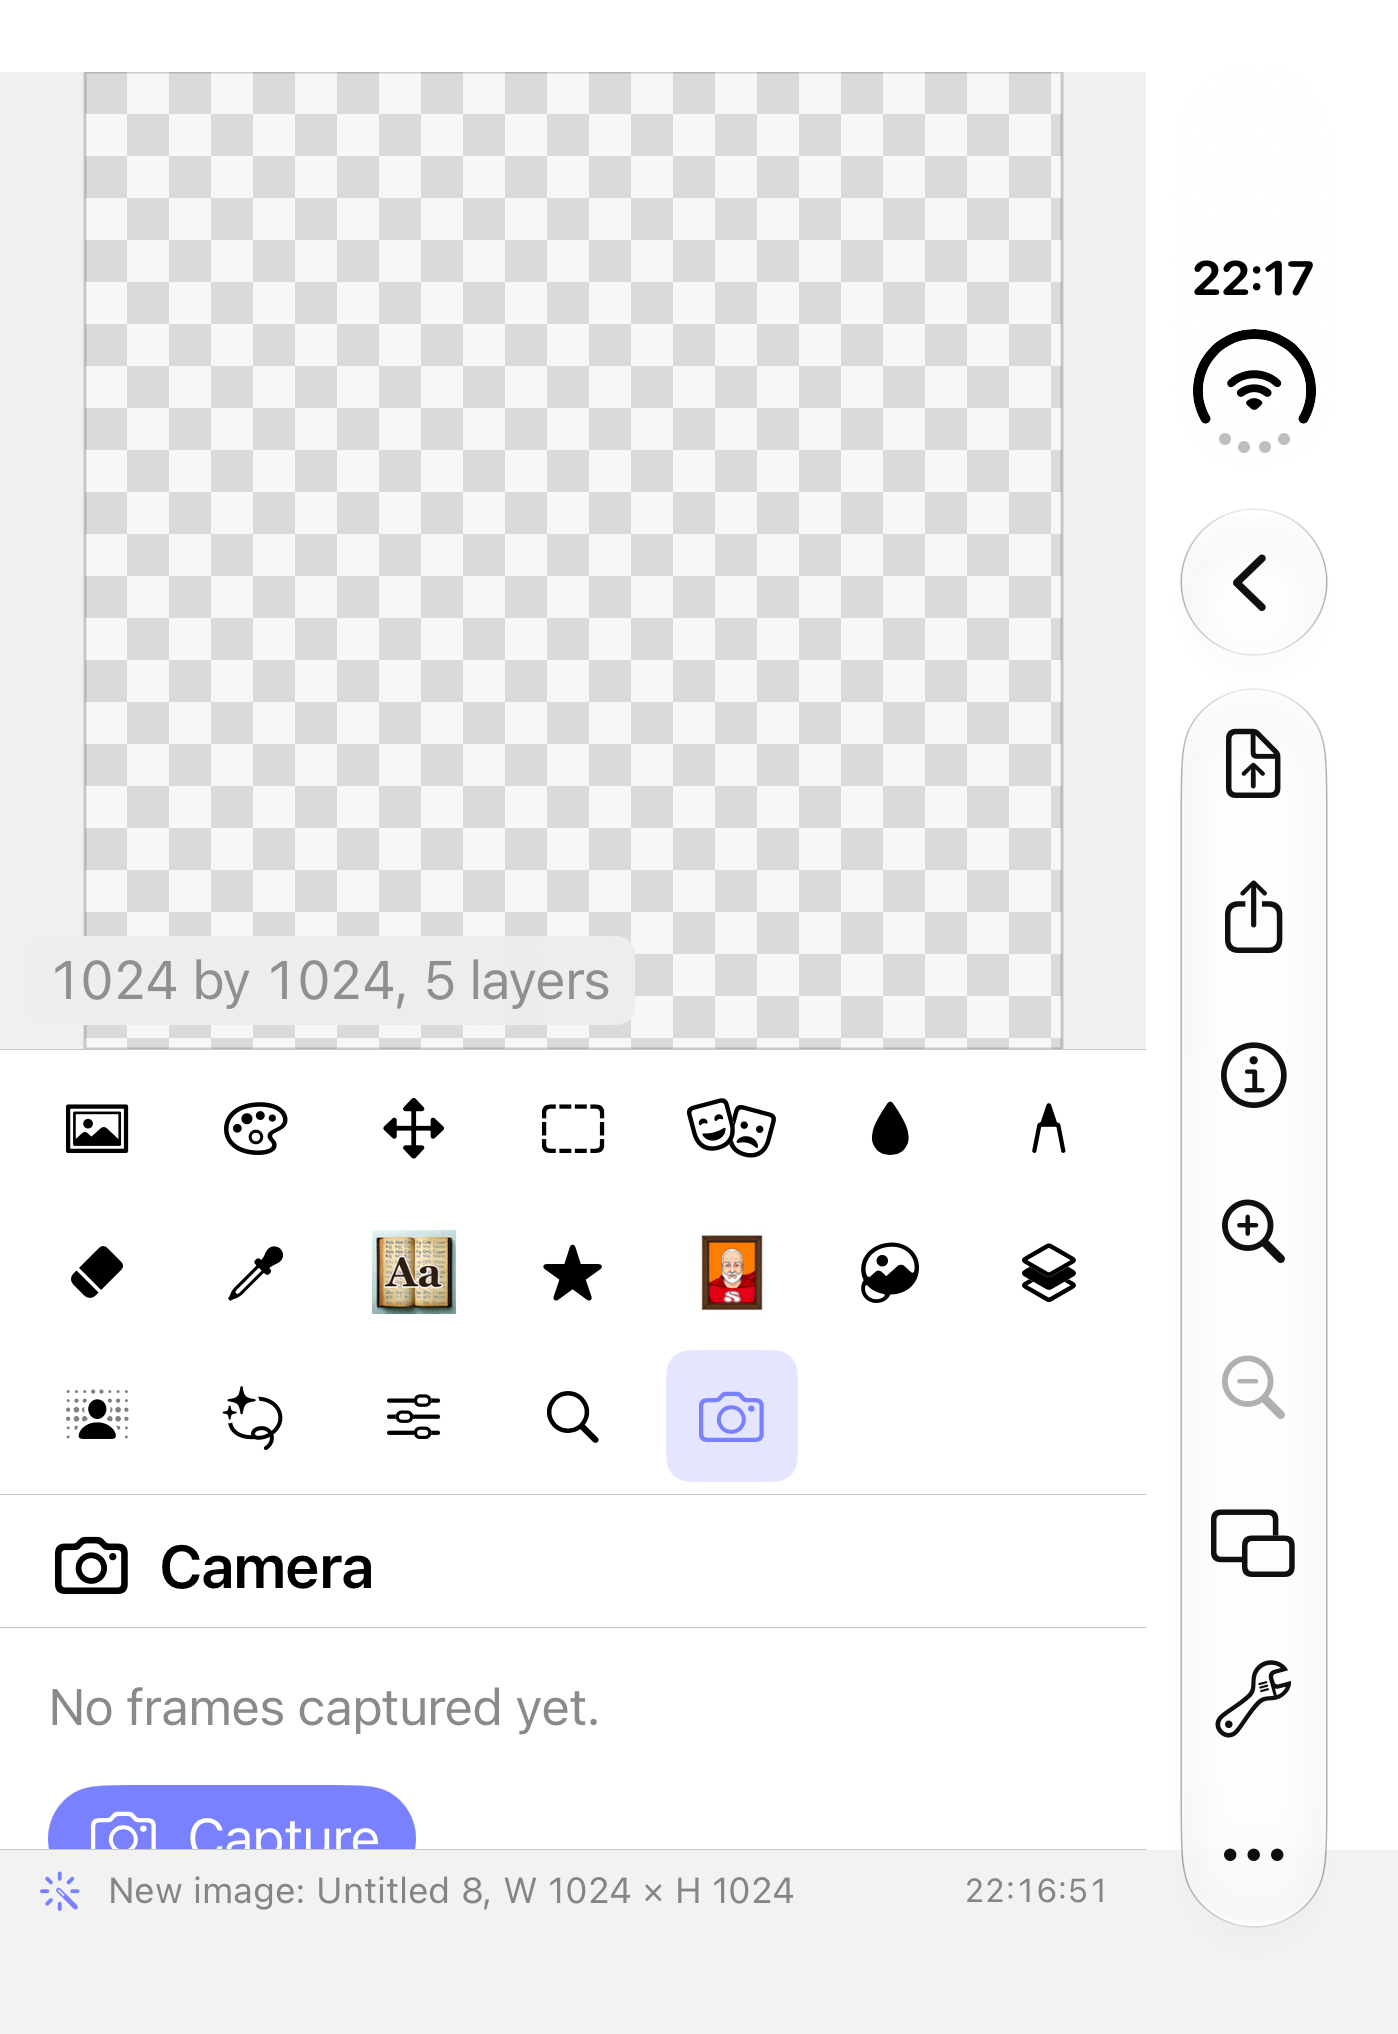 22:17
1024 by 1024, 5 layers
Aa
Camera
No frames captured yet.
Capture
New image: Untitled 8, W 1024 × H 1024 22:16:51